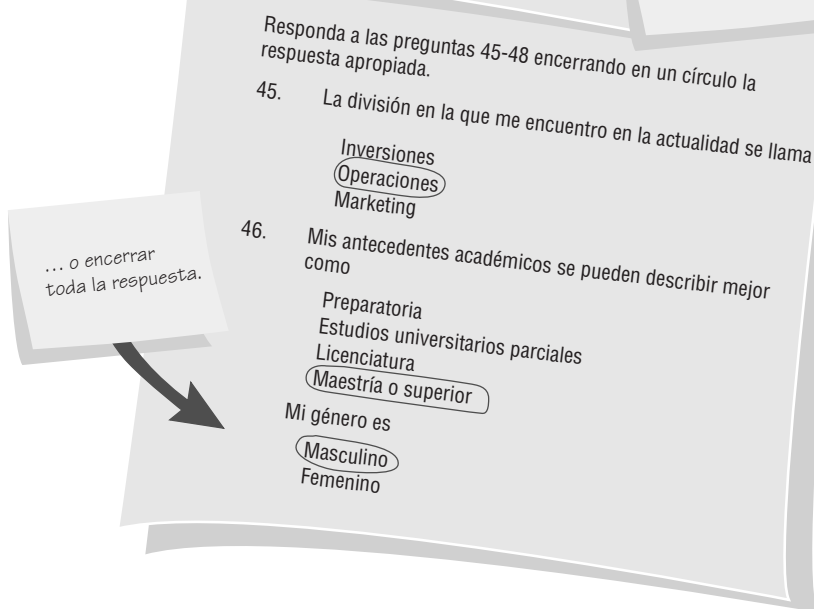 Responda a las preguntas 45-48 encerrando en un círculo la
respuesta apropiada.
45. La división en la que me encuentro en la actualidad se llama
Inversiones
Operaciones
Marketing
46. Mis antecedentes académicos se pueden describir mejor
como
Preparatoria
Estudios universitarios parciales
Licenciatura
Maestría o superior
Mi género es
Masculino
Femenino
... o encerrar
toda la respuesta.